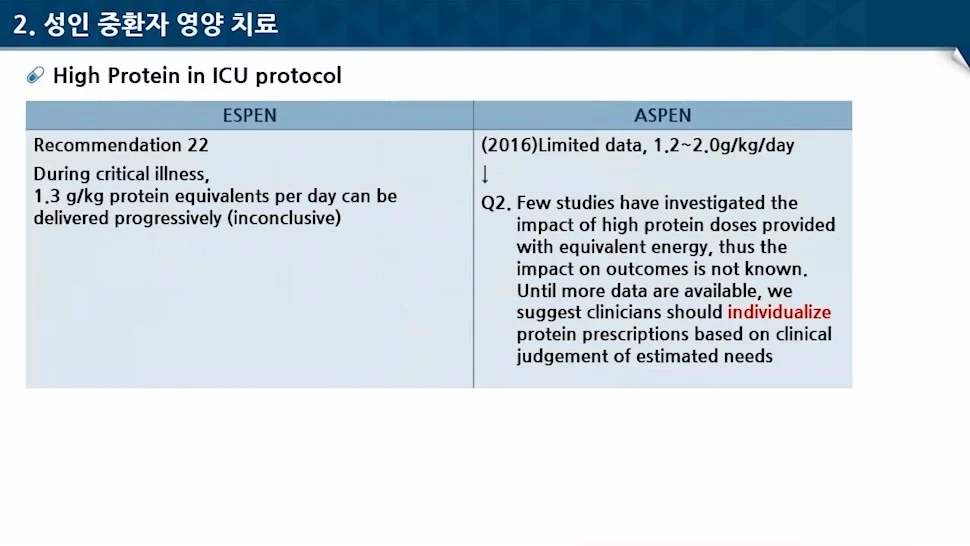 2. 성인 중환자 영양 치료
High Protein in ICU protocol
ESPEN
ASPEN
Recommendation 22
During critical illness,
1.3 g/kg protein equivalents per day can be
delivered progressively (inconclusive)
(2016)Limited data, 1.2~2.0g/kg/day
↓
Q2. Few studies have investigated the
impact of high protein doses provided
with equivalent energy, thus the
impact on outcomes is not known.
Until more data are available, we
suggest clinicians should individualize
protein prescriptions based on clinical
judgement of estimated needs